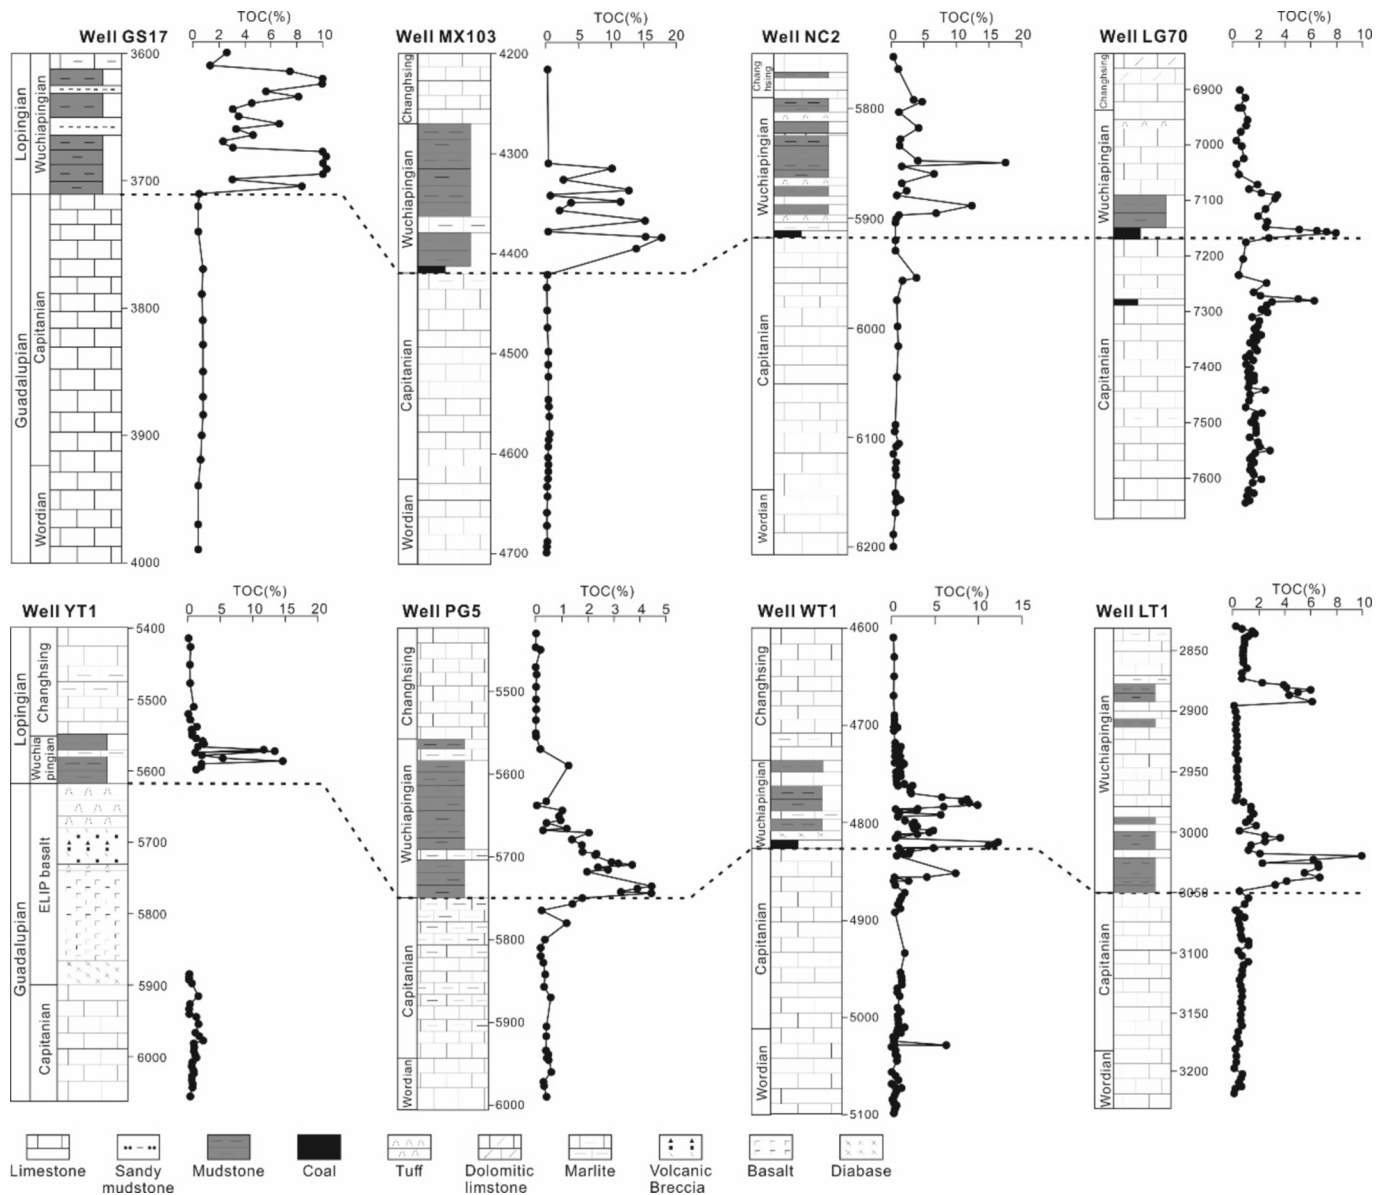 TOC(%)
Well GS17
0 2 4 6 8 10
3600
3700
3800
3900
4000
Lopingian
Wuchiapingian
Guadalupian
Capitanian
Wordian
TOC(%)
Well MX103
0 5 10 15 20
4200
4300
4400
4500
4600
4700
Changhsing
Wuchiapingian
Capitanian
Wordian
TOC(%)
Well NC2
0 5 10 15 20
5800
5900
6000
6100
6200
Chang
hsing
Wuchiapingian
Capitanian
Wordian
TOC(%)
Well LG70
0 2 4 6 8 10
6900
7000
7100
7200
7300
7400
7500
7600
Changhsing
Wuchiapingian
Capitanian
TOC(%)
Well YT1
0 5 10 15 20
5400
5500
5600
5700
5800
5900
6000
Lopingian
Changhsing
Wuchia
pingian
Guadalupian
ELIP basalt
Capitanian
TOC(%)
Well PG5
0 1 2 3 4 5
5500
5600
5700
5800
5900
6000
Changhsing
Wuchiapingian
Capitanian
Wordian
TOC(%)
Well WT1
0 5 10 15
4600
4700
4800
4900
5000
5100
Changhsing
Wuchiapingian
Capitanian
Wordian
TOC(%)
Well LT1
0 2 4 6 8 10
2850
2900
2950
3000
3050
3100
3150
3200
Wuchiapingian
Capitanian
Wordian
Limestone
Sandy
mudstone
Mudstone
Coal
Tuff
Dolomitic
limstone
Marlite
Volcanic
Breccia
Basalt
Diabase